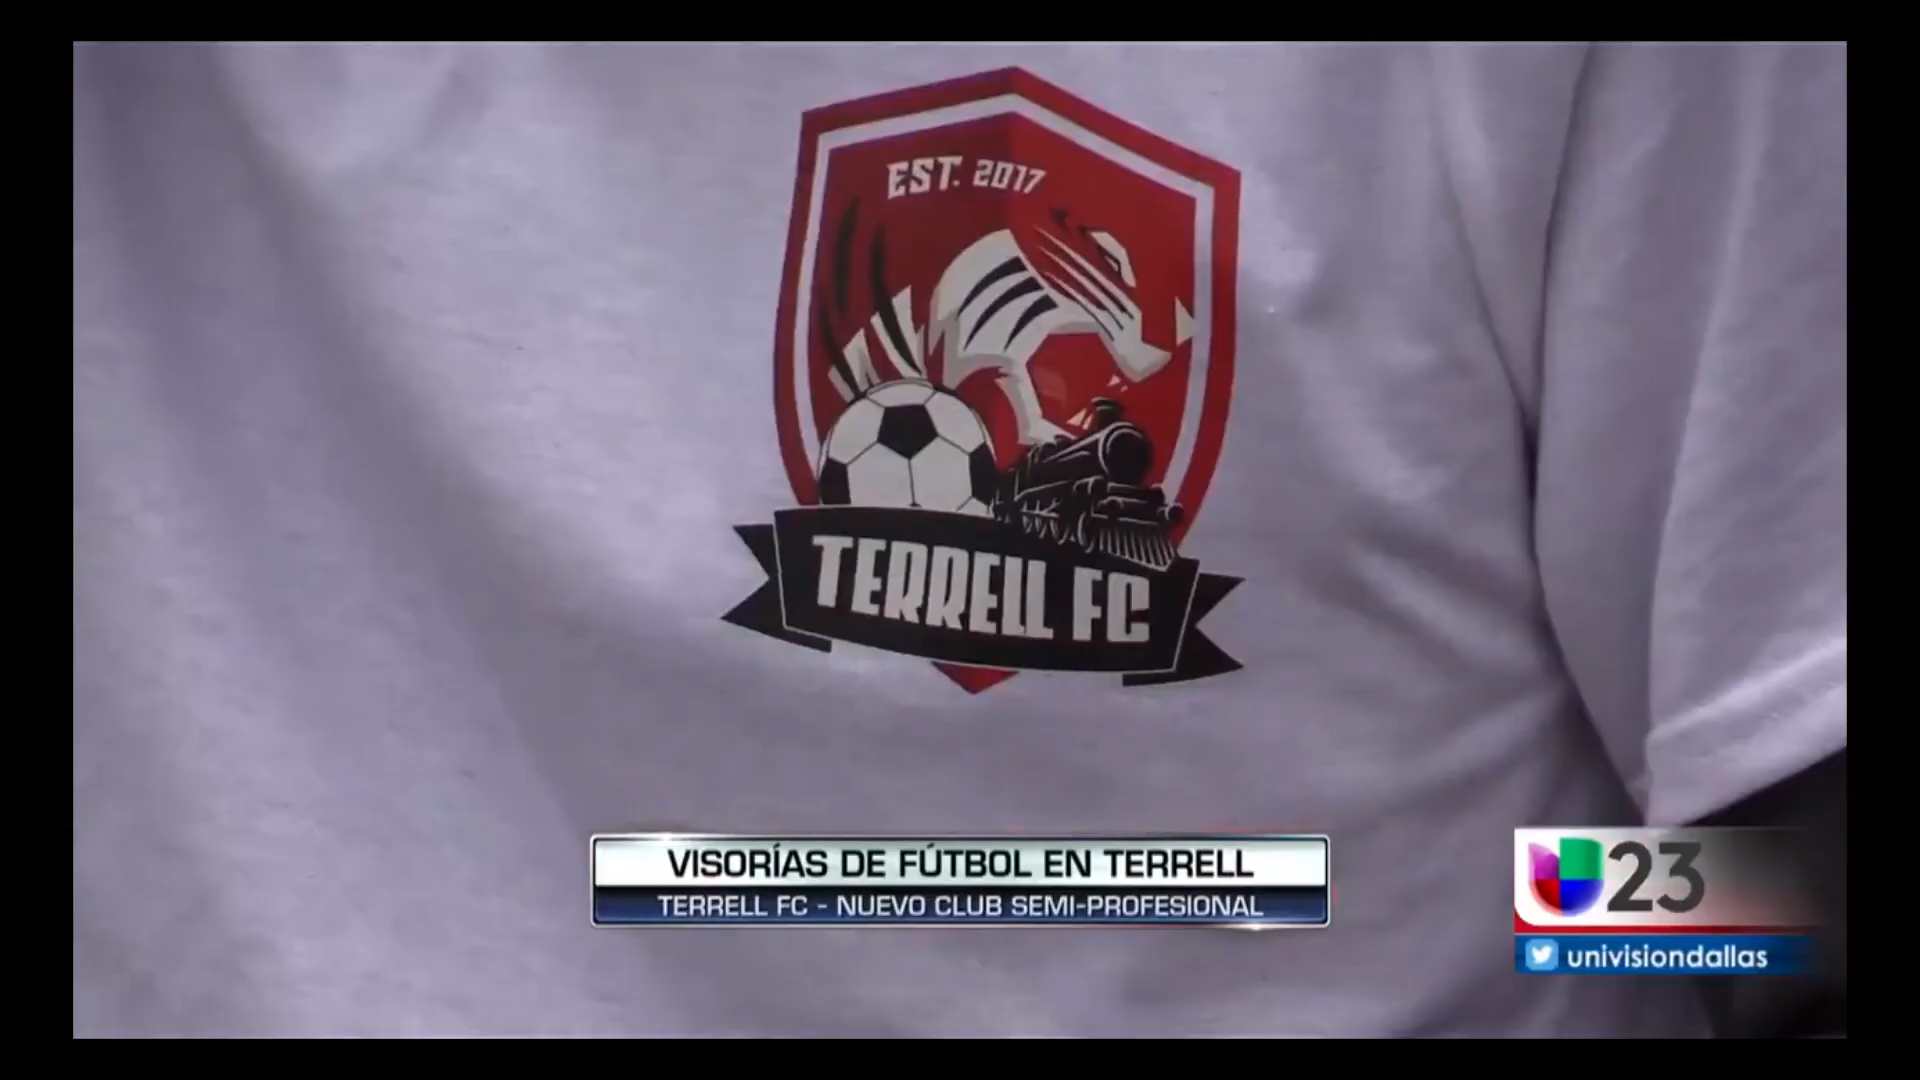 EST. 2017
TERRELL FC
VISORÍAS DE FÚTBOL EN TERRELL
TERRELL FC - NUEVO CLUB SEMI-PROFESIONAL
23
univisiondallas